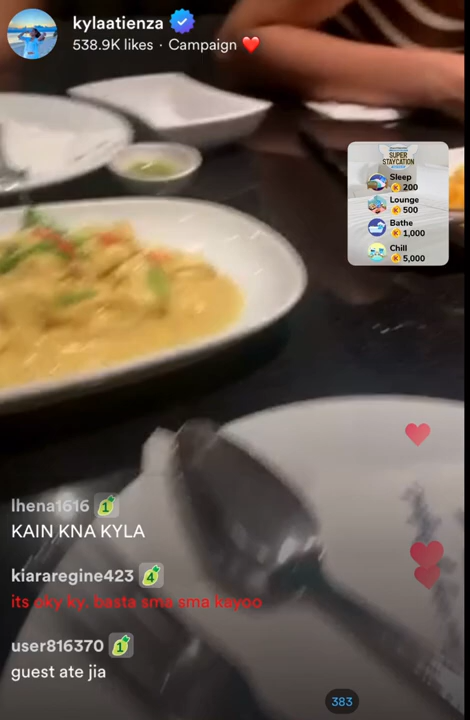 kylaatienza
538.9K likes · Campaign ❤️
SUPER
STAYCATION
Sleep
K 200
Lounge
K 500
Bathe
K 1,000
Chill
K 5,000
lhena1616 1
KAIN KNA KYLA
kiararegine423 4
its oky ky. basta sma sma kayoo
user816370 1
guest ate jia
383